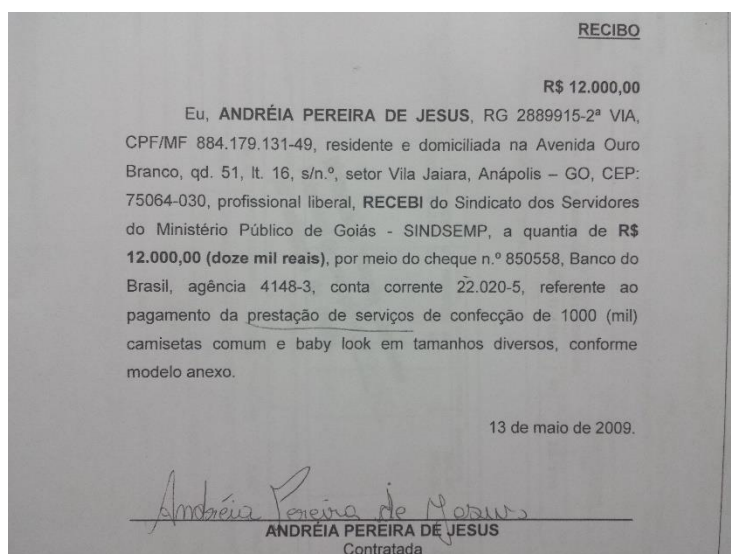 RECIBO
R$ 12.000,00
Eu, ANDRÉIA PEREIRA DE JESUS, RG 2889915-2ª VIA,
CPF/MF 884.179.131-49, residente e domiciliada na Avenida Ouro
Branco, qd. 51, lt. 16, s/n.º, setor Vila Jaiara, Anápolis – GO, CEP:
75064-030, profissional liberal, RECEBI do Sindicato dos Servidores
do Ministério Público de Goiás - SINDSEMP, a quantia de R$
12.000,00 (doze mil reais), por meio do cheque n.º 850558, Banco do
Brasil, agência 4148-3, conta corrente 22.020-5, referente ao
pagamento da prestação de serviços de confecção de 1000 (mil)
camisetas comum e baby look em tamanhos diversos, conforme
modelo anexo.
13 de maio de 2009.
Andréia Pereira de Jesus
ANDRÉIA PEREIRA DE JESUS
Contratada